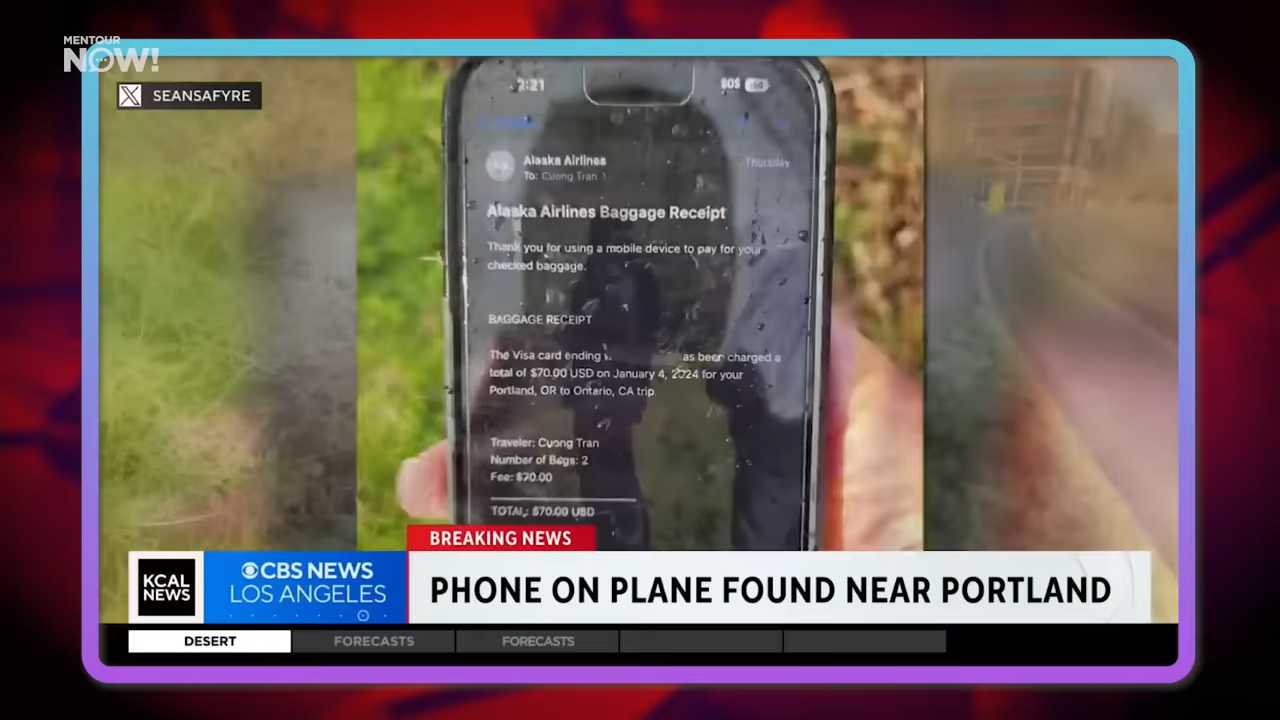 MENTOUR
NOW!
SEANSAFYRE
2:21
SOS
Alaska Airlines
Thursday
To: Cuong Tran
Alaska Airlines Baggage Receipt
Thank you for using a mobile device to pay for your
checked baggage.
BAGGAGE RECEIPT
The Visa card ending as been charged a
total of $70.00 USD on January 4, 2024 for your
Portland, OR to Ontario, CA trip.
Traveler: Cuong Tran
Number of Bags: 2
Fee: $70.00
TOTAL: $70.00 USD
BREAKING NEWS
KCAL
NEWS
CBS NEWS
LOS ANGELES
PHONE ON PLANE FOUND NEAR PORTLAND
DESERT
FORECASTS
FORECASTS